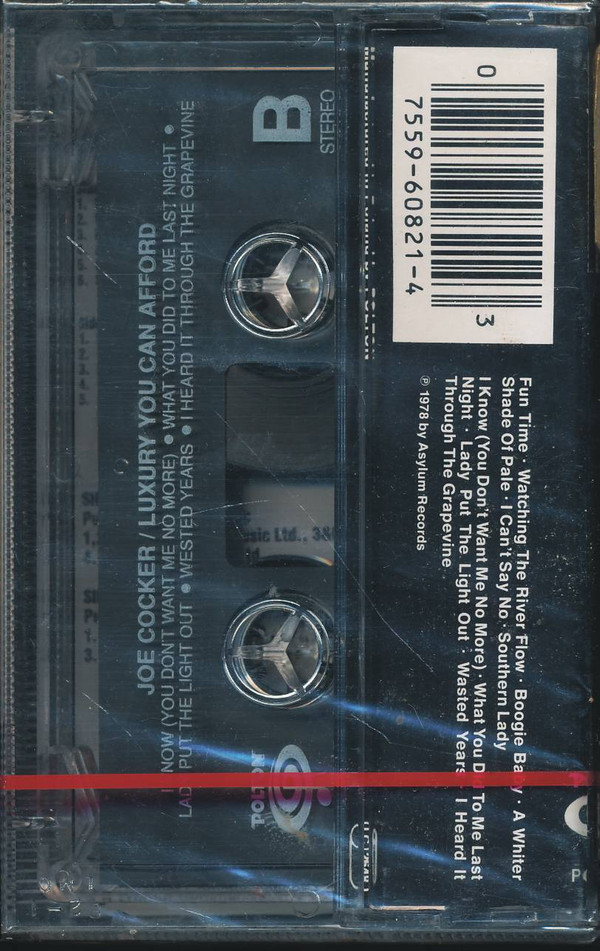 B
STEREO
JOE COCKER / LUXURY YOU CAN AFFORD
KNOW (YOU DON'T WANT ME NO MORE) ● WHAT YOU DID TO ME LAST NIGHT ●
LADY PUT THE LIGHT OUT ● WESTED YEARS ● I HEARD IT THROUGH THE GRAPEVINE
POLTON
0
7559-60821-4
3
Fun Time · Watching The River Flow · Boogie Baby · A Whiter
Shade Of Pale · I Can't Say No · Southern Lady
I Know (You Don't Want Me No More) · What You Did To Me Last
Night · Lady Put The Light Out · Wasted Years · I Heard It
Through The Grapevine
℗ 1978 by Asylum Records